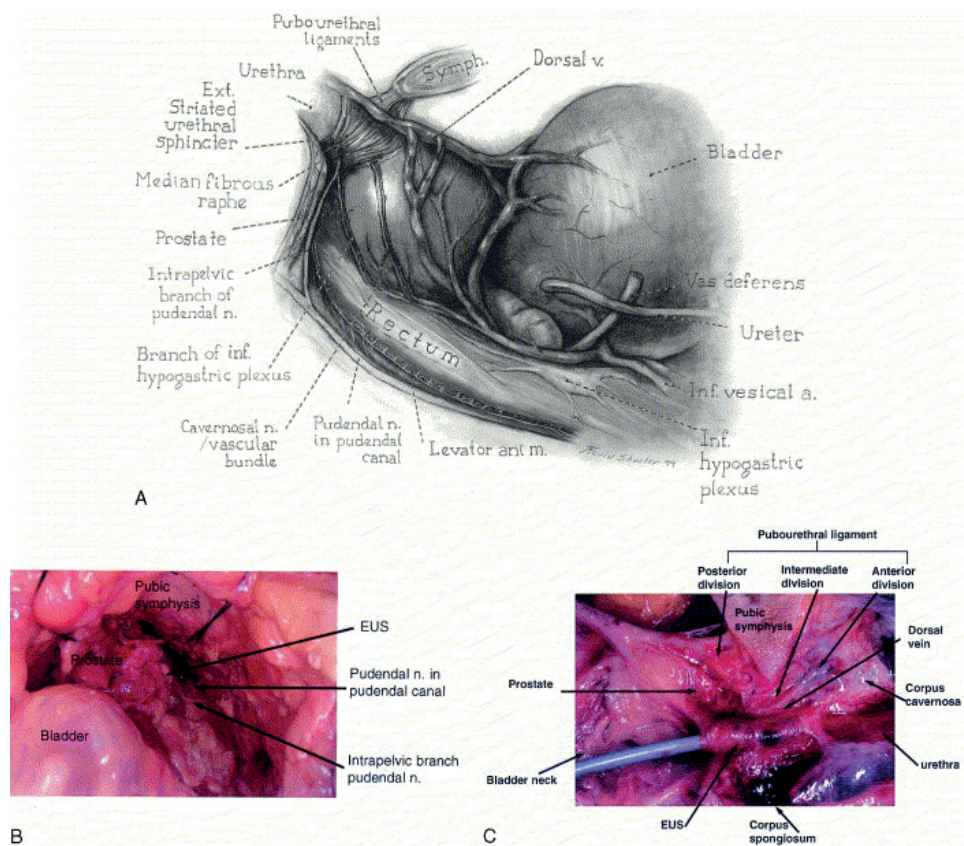 Pubourethral
ligaments
Symph.
Dorsal v.
Urethra
Ext.
Striated
urethral
sphincter
Bladder
Median fibrous
raphe
Prostate
Intrapelvic
branch of
pudendal n.
Vas deferens
Ureter
Rectum
Branch of inf.
hypogastric plexus
Inf. vesical a.
Cavernosal n.
/vascular
bundle
Pudendal n.
in pudendal
canal
Levator ani m.
Inf.
hypogastric
plexus
A
Pubic
symphysis
Prostate
Bladder
EUS
Pudendal n. in
pudendal canal
Intrapelvic branch
pudendal n.
B
Pubourethral ligament
Posterior
division
Intermediate
division
Anterior
division
Pubic
symphysis
Dorsal
vein
Prostate
Corpus
cavernosa
Bladder neck
urethra
EUS
Corpus
spongiosum
C